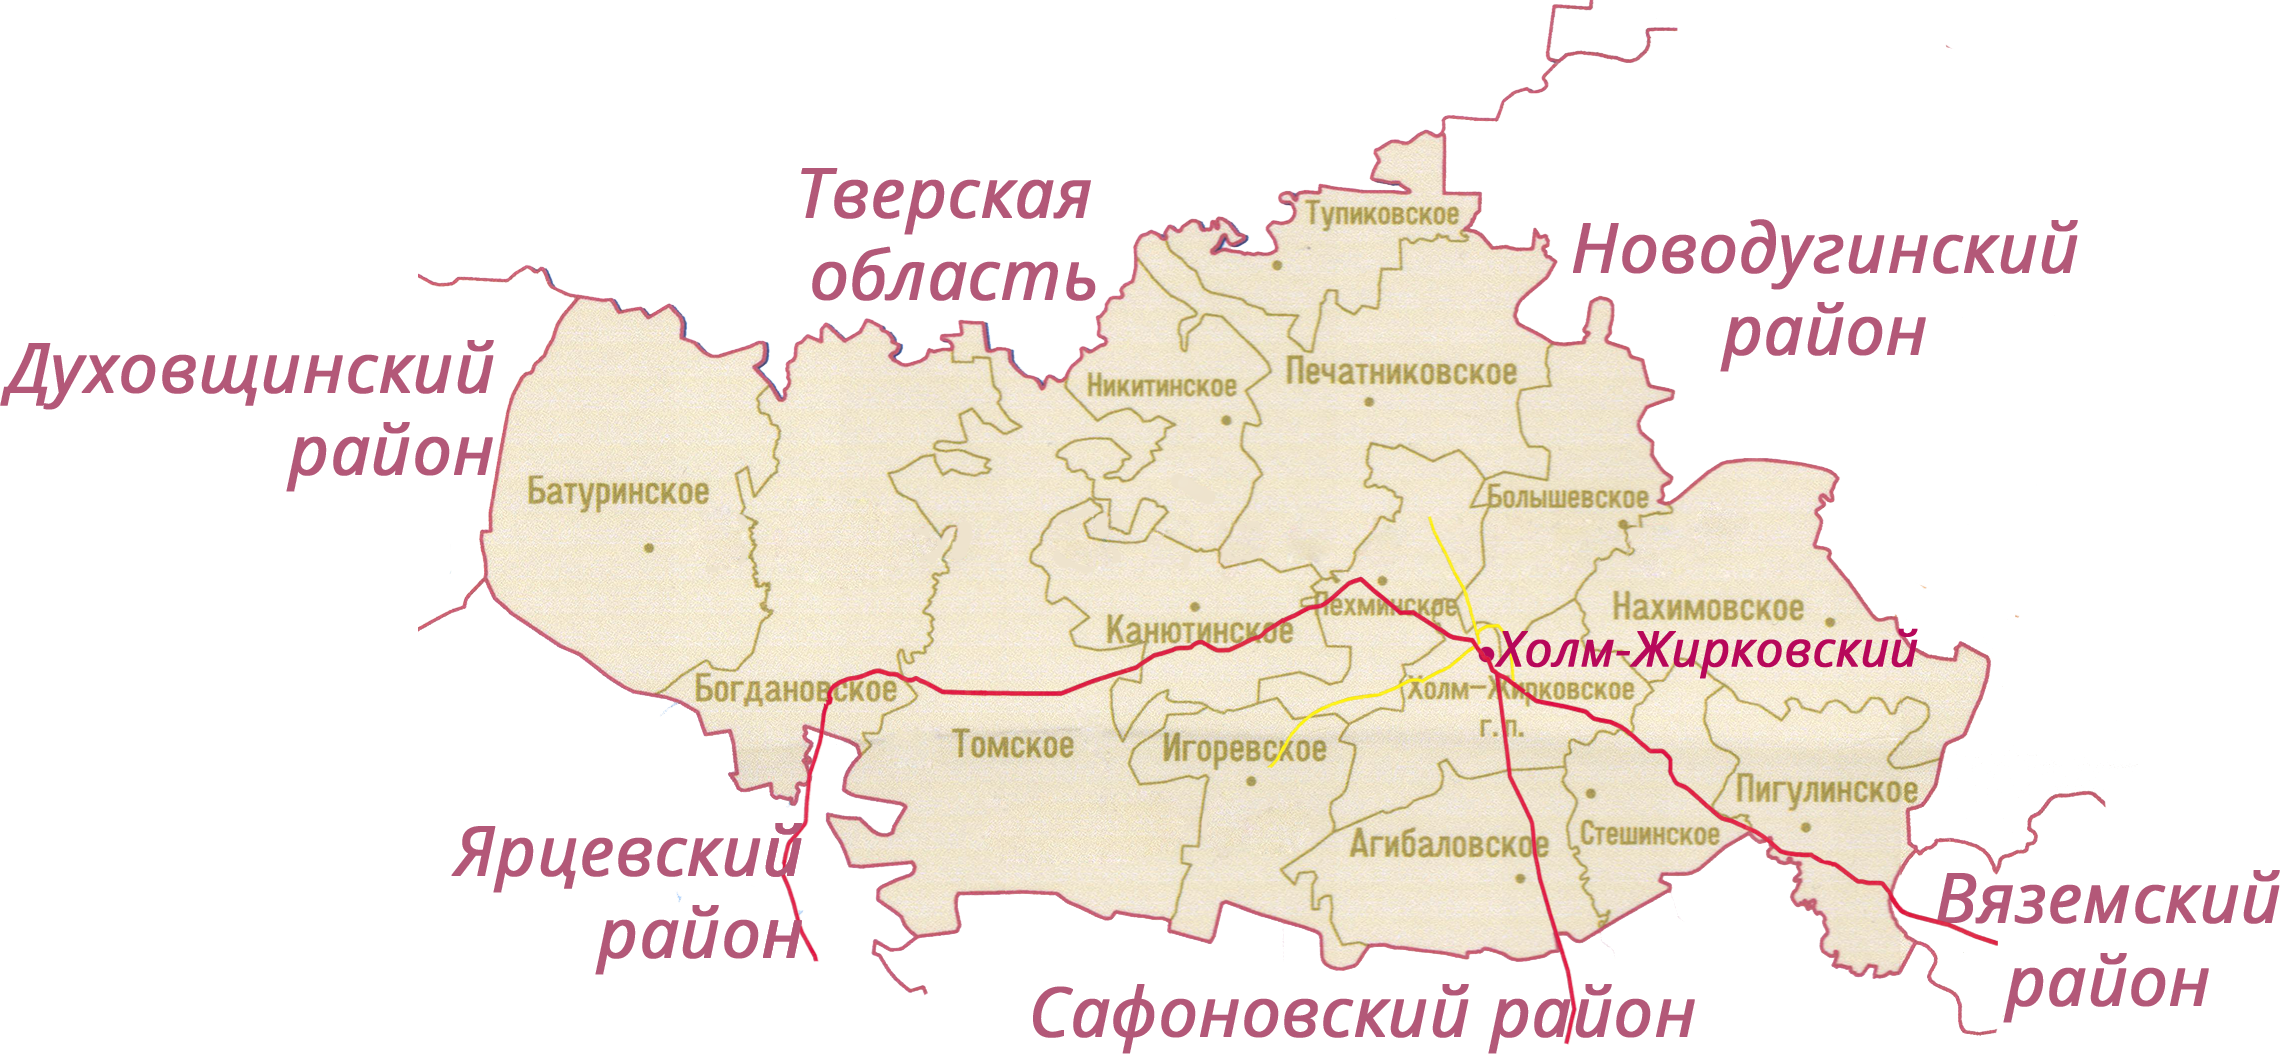 Тверская
область
Тупиковское
Новодугинский
район
Духовщинский
район
Никитинское
Печатниковское
Батуринское
Болышевское
Пехминское
Нахимовское
Канютинское
Холм-Жирковский
Богдановское
Холм-Жирковское
г.п.
Томское
Игоревское
Пигулинское
Агибаловское
Стешинское
Ярцевский
район
Вяземский
район
Сафоновский район